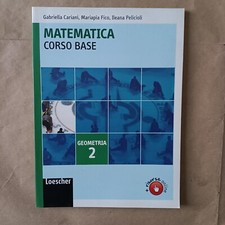 Gabriella Cariani, Mariapia Fico, Ileana Pelicioli
MATEMATICA
CORSO BASE
GEOMETRIA
2
Loescher